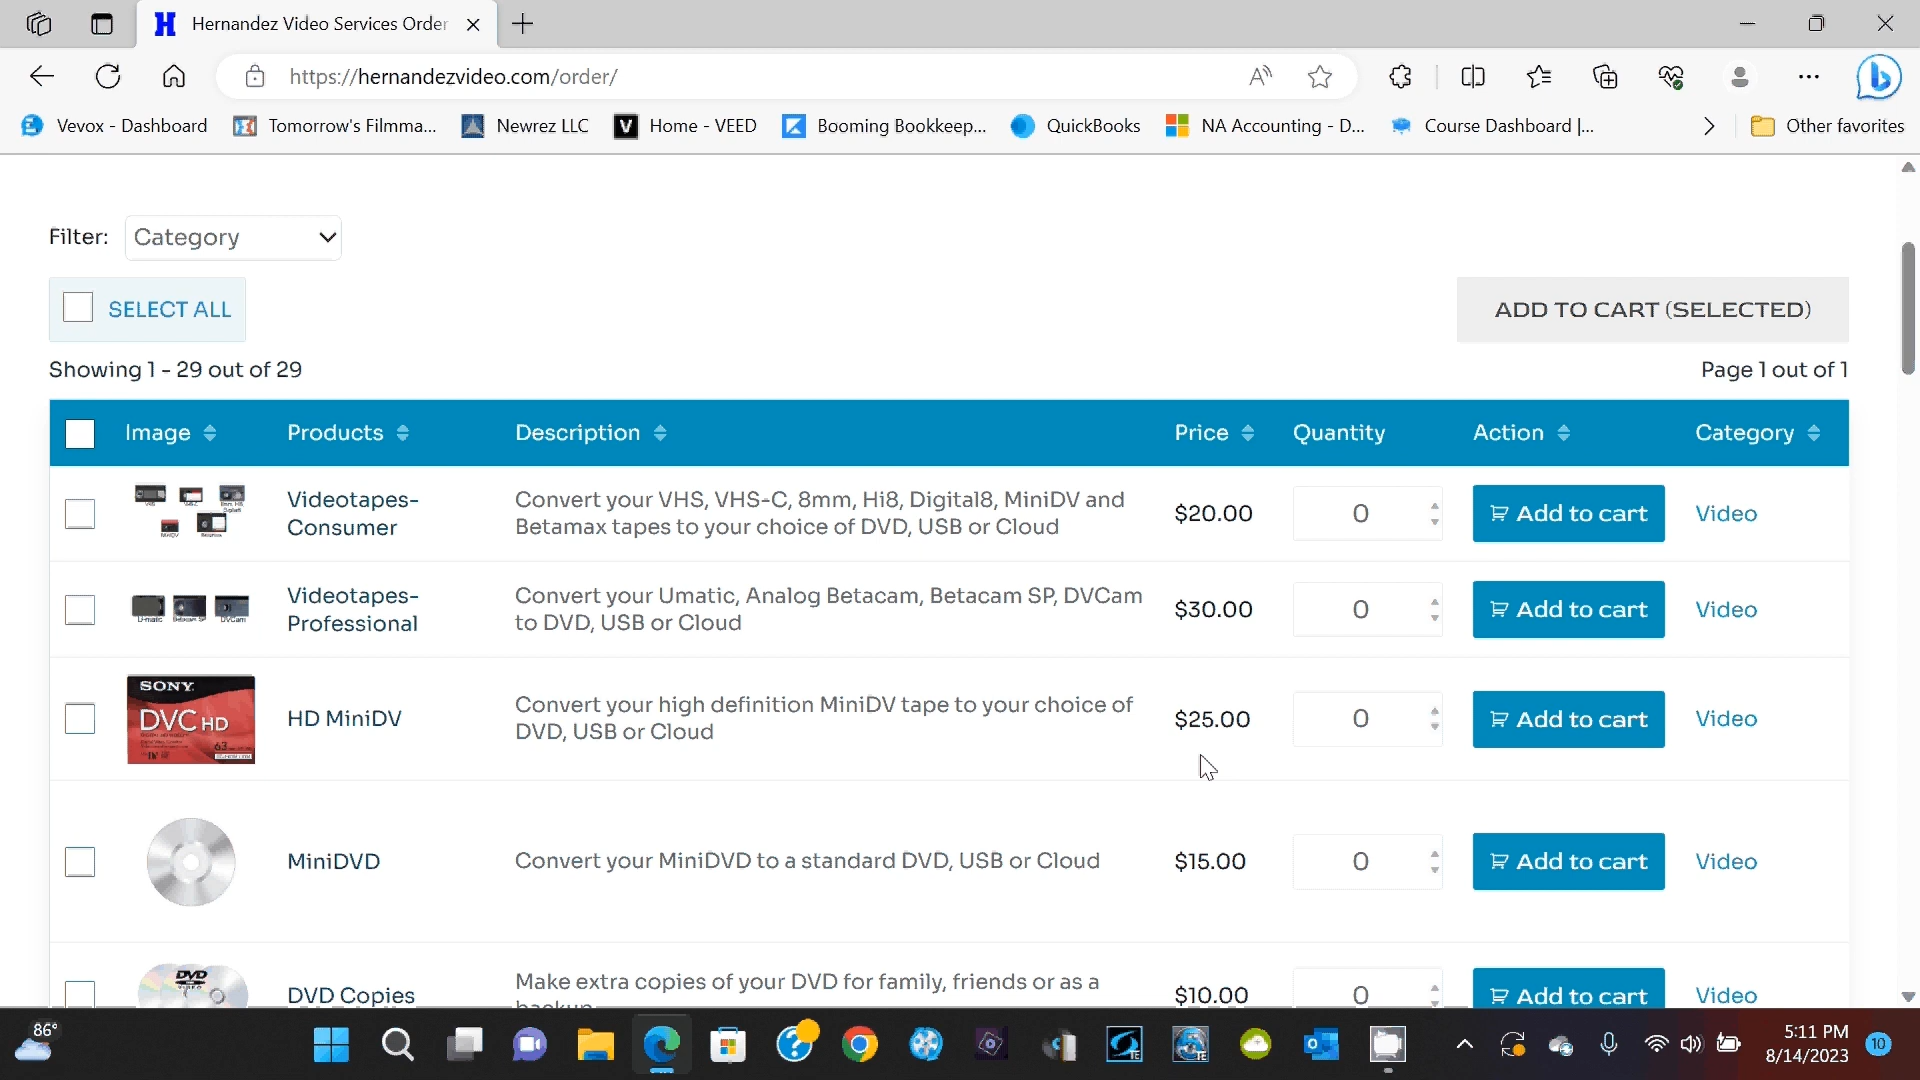 Hernandez Video Services Order
https://hernandezvideo.com/order/
Vevox - Dashboard
Tomorrow's Filmma...
Newrez LLC
Home - VEED
Booming Bookkeep...
QuickBooks
NA Accounting - D...
Course Dashboard |...
Other favorites
Filter:
Category
SELECT ALL
ADD TO CART (SELECTED)
Showing 1 - 29 out of 29
Page 1 out of 1
Image
Products
Description
Price
Quantity
Action
Category
Videotapes-
Consumer
Convert your VHS, VHS-C, 8mm, Hi8, Digital8, MiniDV and
Betamax tapes to your choice of DVD, USB or Cloud
$20.00
0
Add to cart
Video
Videotapes-
Professional
Convert your Umatic, Analog Betacam, Betacam SP, DVCam
to DVD, USB or Cloud
$30.00
0
Add to cart
Video
SONY
DVC HD
63
HD MiniDV
Convert your high definition MiniDV tape to your choice of
DVD, USB or Cloud
$25.00
0
Add to cart
Video
MiniDVD
Convert your MiniDVD to a standard DVD, USB or Cloud
$15.00
0
Add to cart
Video
DVD
DVD Copies
Make extra copies of your DVD for family, friends or as a
backup
$10.00
0
Add to cart
Video
86°
5:11 PM
8/14/2023
10